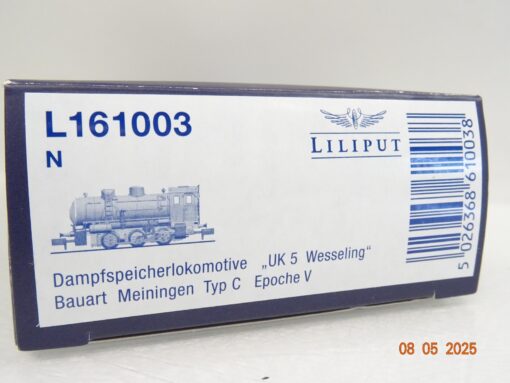 L161003
N
LILIPUT
Dampfspeicherlokomotive „UK 5 Wesseling“
Bauart Meiningen Typ C Epoche V
5 026368 610038
08 05 2025